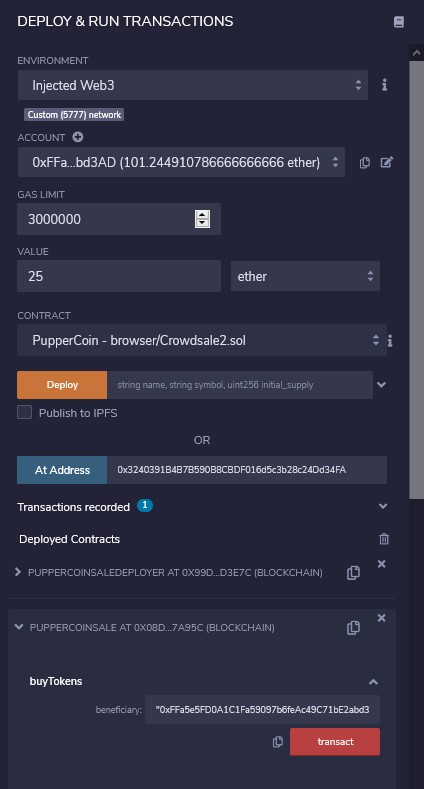 DEPLOY & RUN TRANSACTIONS
ENVIRONMENT
Injected Web3
Custom (5777) network
ACCOUNT
0xFFa...bd3AD (101.244910786666666666 ether)
GAS LIMIT
3000000
VALUE
25 ether
CONTRACT
PupperCoin - browser/Crowdsale2.sol
Deploy string name, string symbol, uint256 initial_supply
Publish to IPFS
OR
At Address 0x3240391B4B7B590B8CBDF016d5c3b28c24Dd34FA
Transactions recorded 1
Deployed Contracts
PUPPERCOINSALEDEPLOYER AT 0X99D...D3E7C (BLOCKCHAIN)
PUPPERCOINSALE AT 0X08D...7A95C (BLOCKCHAIN)
buyTokens
beneficiary: "0xFFa5e5FD0A1C1Fa59097b6feAc49C71bE2abd3
transact